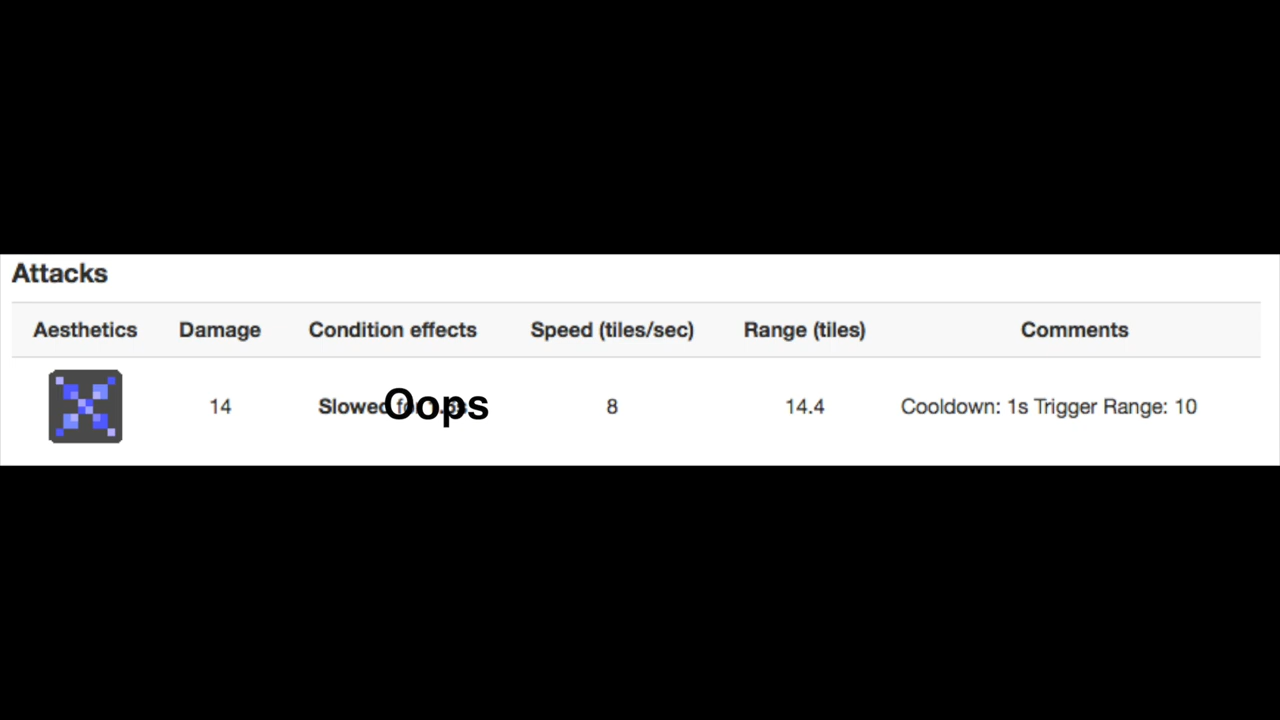 Attacks
Aesthetics Damage Condition effects Speed (tiles/sec) Range (tiles) Comments
14 Slowed for Oops 8 14.4 Cooldown: 1s Trigger Range: 10